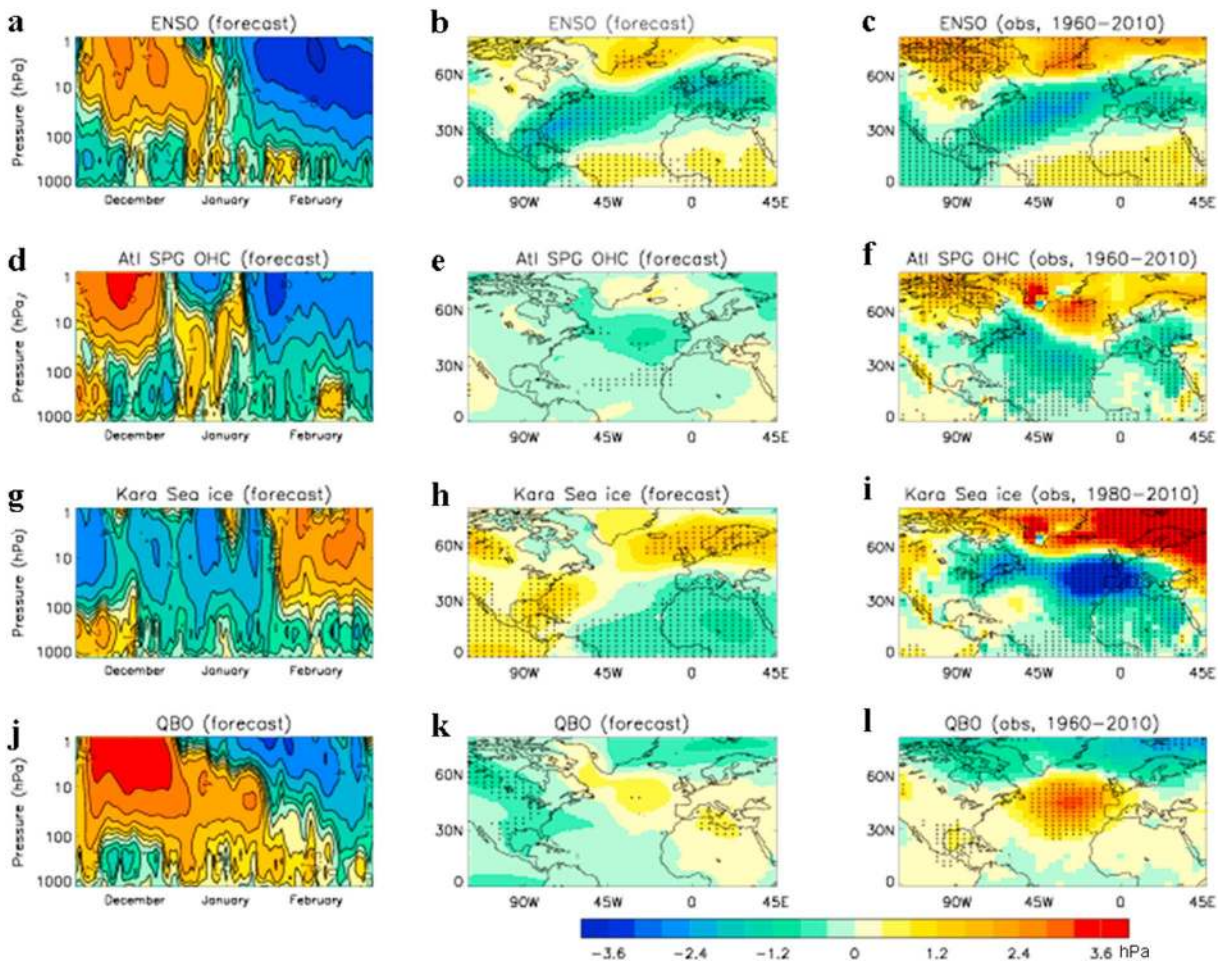 a ENSO (forecast) b ENSO (forecast) c ENSO (obs, 1960-2010)
Pressure (hPa)
1
10
100
1000
December January February
60N
30N
0
90W 45W 0 45E
60N
30N
0
90W 45W 0 45E
d Atl SPG OHC (forecast) e Atl SPG OHC (forecast) f Atl SPG OHC (obs, 1960-2010)
Pressure (hPa)
1
10
100
1000
December January February
60N
30N
0
90W 45W 0 45E
60N
30N
0
90W 45W 0 45E
g Kara Sea ice (forecast) h Kara Sea ice (forecast) i Kara Sea ice (obs, 1980-2010)
Pressure (hPa)
1
10
100
1000
December January February
60N
30N
0
90W 45W 0 45E
60N
30N
0
90W 45W 0 45E
j QBO (forecast) k QBO (forecast) l QBO (obs, 1960-2010)
Pressure (hPa)
1
10
100
1000
December January February
60N
30N
0
90W 45W 0 45E
60N
30N
0
90W 45W 0 45E
-3.6 -2.4 -1.2 0 1.2 2.4 3.6 hPa